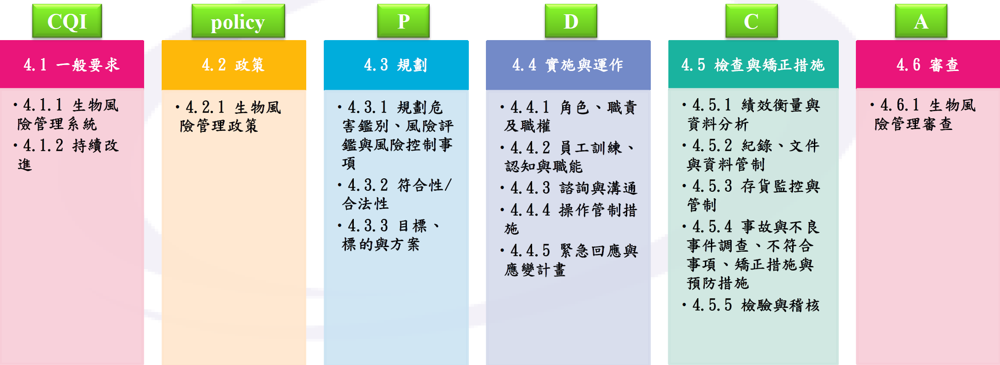 CQI
4.1 一般要求
・4.1.1 生物風
險管理系統
・4.1.2 持續改
進
policy
4.2 政策
・4.2.1 生物風
險管理政策
P
4.3 規劃
・4.3.1 規劃危
害鑑別、風險評
鑑與風險控制事
項
・4.3.2 符合性/
合法性
・4.3.3 目標、
標的與方案
D
4.4 實施與運作
・4.4.1 角色、職責
及職權
・4.4.2 員工訓練、
認知與職能
・4.4.3 諮詢與溝通
・4.4.4 操作管制措
施
・4.4.5 緊急回應與
應變計畫
C
4.5 檢查與矯正措施
・4.5.1 績效衡量與
資料分析
・4.5.2 紀錄、文件
與資料管制
・4.5.3 存貨監控與
管制
・4.5.4 事故與不良
事件調查、不符合
事項、矯正措施與
預防措施
・4.5.5 檢驗與稽核
A
4.6 審查
・4.6.1 生物風
險管理審查